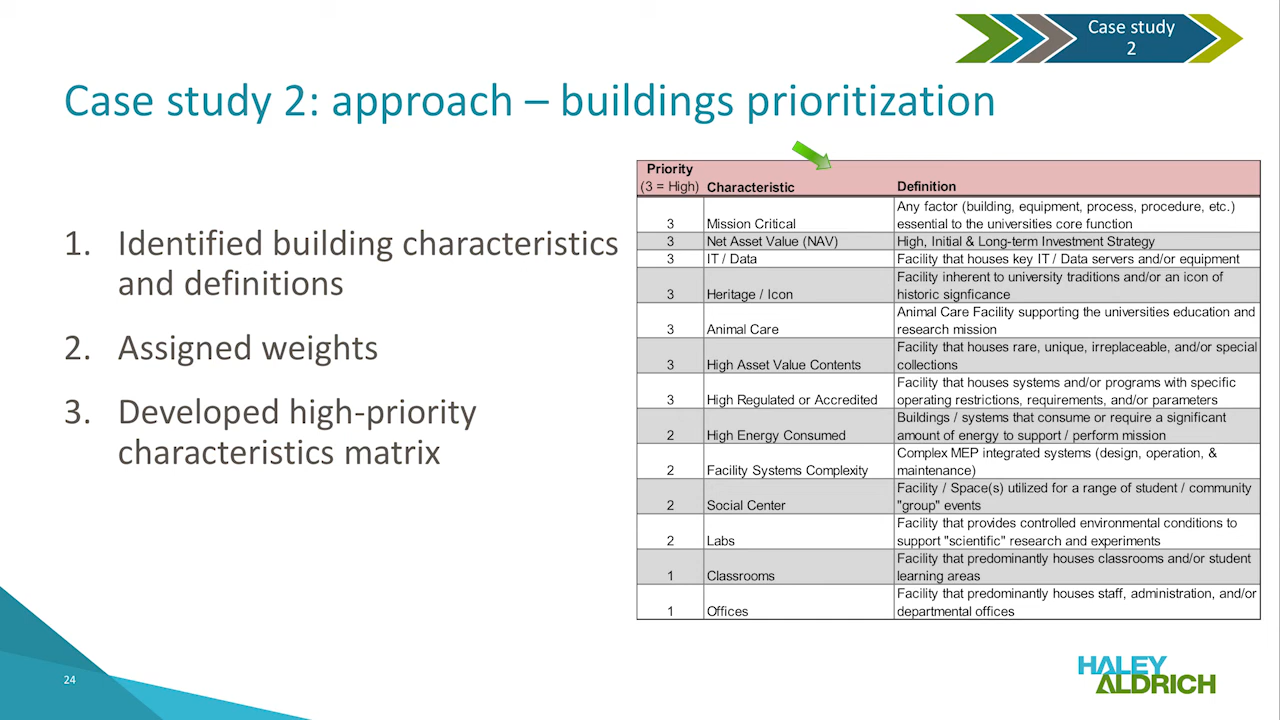 Case study
2
Case study 2: approach – buildings prioritization
1. Identified building characteristics
and definitions
2. Assigned weights
3. Developed high-priority
characteristics matrix
Priority
(3 = High) Characteristic Definition
Any factor (building, equipment, process, procedure, etc.)
3 Mission Critical essential to the universities core function
3 Net Asset Value (NAV) High, Initial & Long-term Investment Strategy
3 IT / Data Facility that houses key IT / Data servers and/or equipment
Facility inherent to university traditions and/or an icon of
3 Heritage / Icon historic signficance
Animal Care Facility supporting the universities education and
3 Animal Care research mission
Facility that houses rare, unique, irreplaceable, and/or special
3 High Asset Value Contents collections
Facility that houses systems and/or programs with specific
3 High Regulated or Accredited operating restrictions, requirements, and/or parameters
Buildings / systems that consume or require a significant
2 High Energy Consumed amount of energy to support / perform mission
Complex MEP integrated systems (design, operation, &
2 Facility Systems Complexity maintenance)
Facility / Space(s) utilized for a range of student / community
2 Social Center "group" events
Facility that provides controlled environmental conditions to
2 Labs support "scientific" research and experiments
Facility that predominantly houses classrooms and/or student
1 Classrooms learning areas
Facility that predominantly houses staff, administration, and/or
1 Offices departmental offices
24
HALEY
ALDRICH